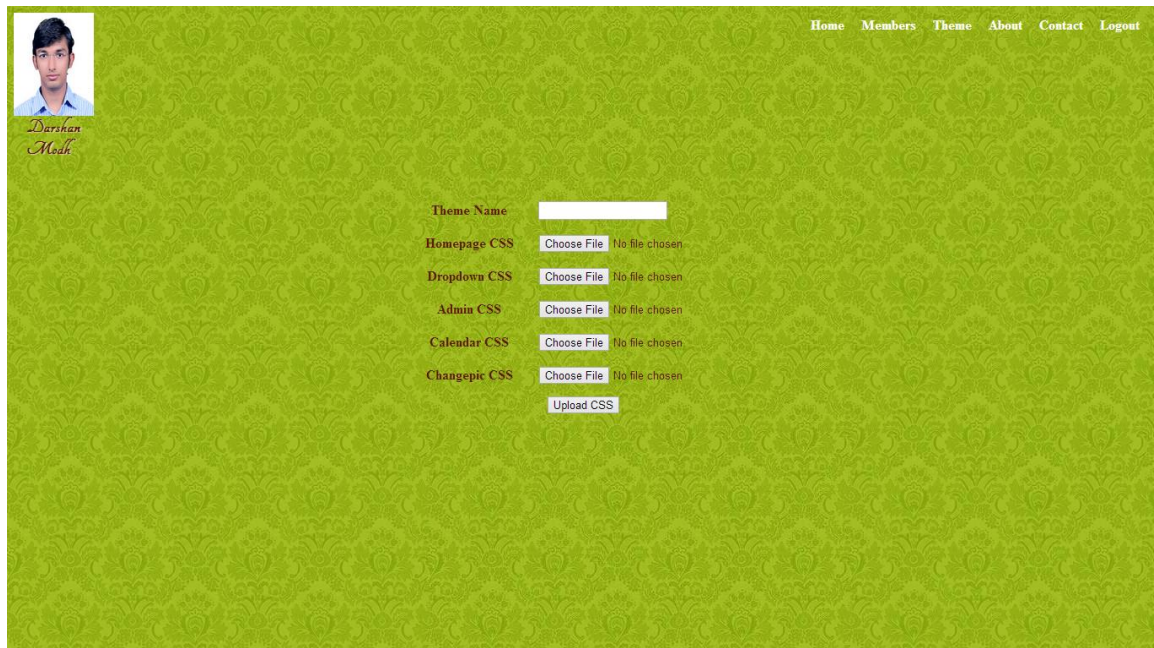 Home Members Theme About Contact Logout
Darshan
Modh
Theme Name
Homepage CSS Choose File No file chosen
Dropdown CSS Choose File No file chosen
Admin CSS Choose File No file chosen
Calendar CSS Choose File No file chosen
Changepic CSS Choose File No file chosen
Upload CSS